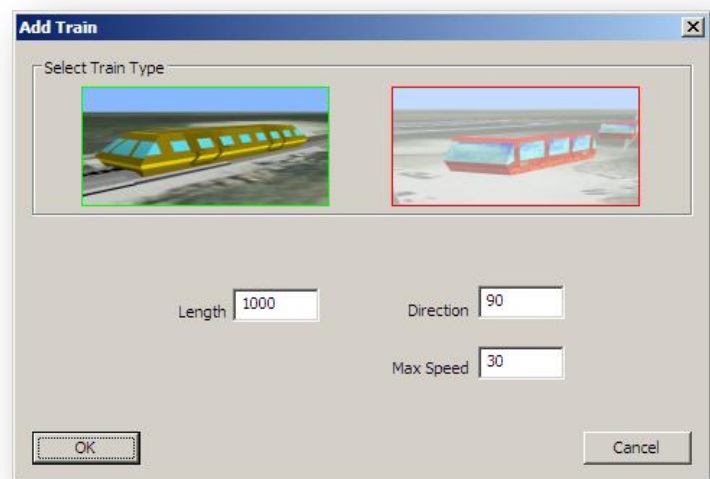 Add Train
Select Train Type
Length 1000
Direction 90
Max Speed 30
OK
Cancel